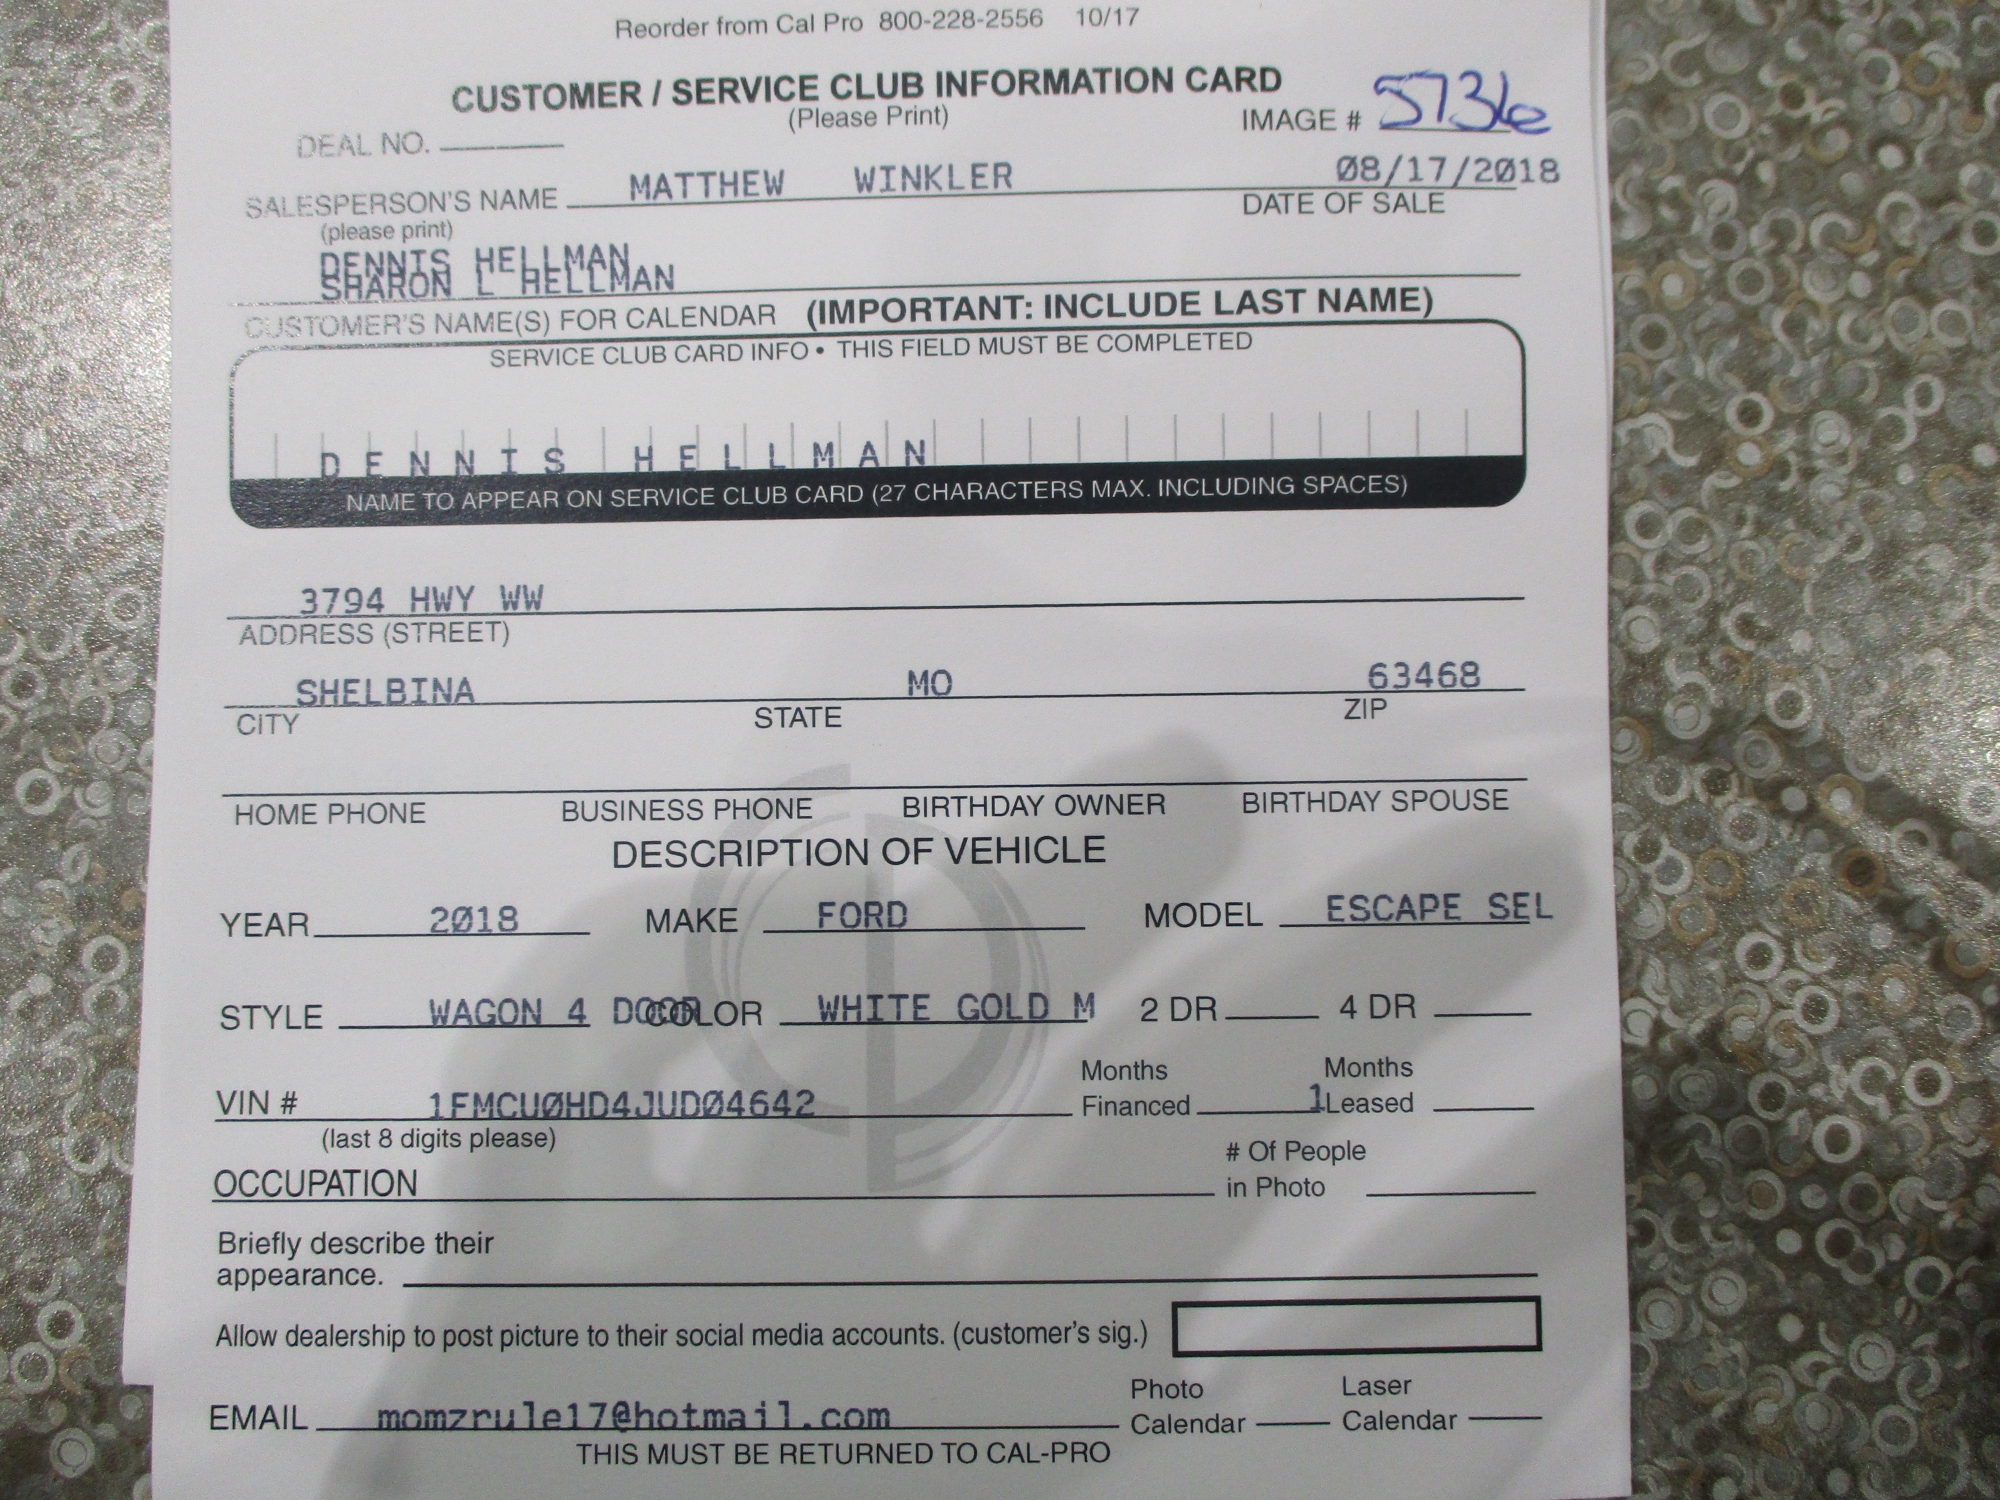 Reorder from Cal Pro 800-228-2556 10/17
CUSTOMER / SERVICE CLUB INFORMATION CARD
(Please Print)
IMAGE # 5736
DEAL NO.
SALESPERSON'S NAME MATTHEW WINKLER 08/17/2018
(please print) DATE OF SALE
DENNIS HELLMAN
SHARON L HELLMAN
CUSTOMER'S NAME(S) FOR CALENDAR (IMPORTANT: INCLUDE LAST NAME)
SERVICE CLUB CARD INFO • THIS FIELD MUST BE COMPLETED
DENNIS HELLMAN
NAME TO APPEAR ON SERVICE CLUB CARD (27 CHARACTERS MAX. INCLUDING SPACES)
3794 HWY WW
ADDRESS (STREET)
SHELBINA MO 63468
CITY STATE ZIP
HOME PHONE BUSINESS PHONE BIRTHDAY OWNER BIRTHDAY SPOUSE
DESCRIPTION OF VEHICLE
YEAR 2018 MAKE FORD MODEL ESCAPE SEL
STYLE WAGON 4 DOOR COLOR WHITE GOLD M 2 DR 4 DR
VIN # 1FMCU0HD4JUD04642 Months Financed 1 Months Leased
(last 8 digits please)
OCCUPATION # Of People in Photo
Briefly describe their
appearance.
Allow dealership to post picture to their social media accounts. (customer's sig.)
EMAIL momzrule17@hotmail.com Photo Calendar Laser Calendar
THIS MUST BE RETURNED TO CAL-PRO